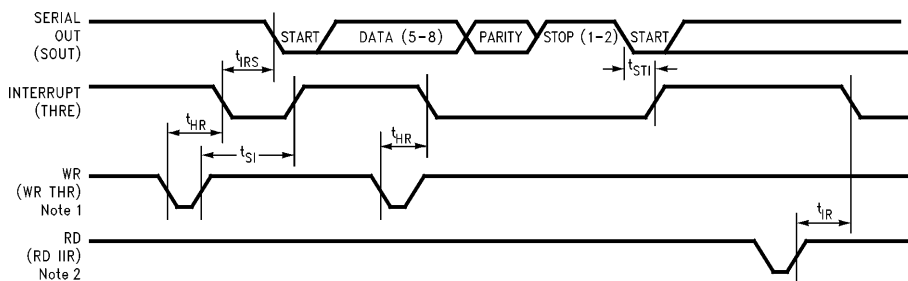 SERIAL
OUT
(SOUT)
START
DATA (5–8)
PARITY
STOP (1–2)
START
tIRS
tSTI
INTERRUPT
(THRE)
tHR
tSI
tHR
WR
(WR THR)
Note 1
tIR
RD
(RD IIR)
Note 2